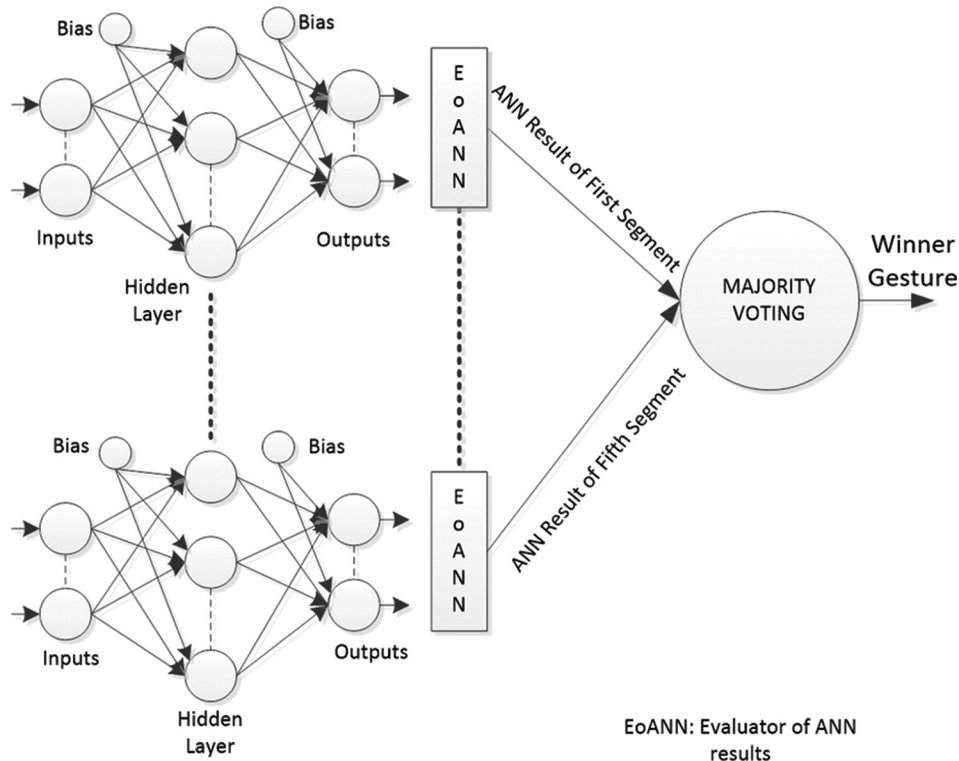 Bias
Bias
Inputs
Hidden
Layer
Outputs
E
o
A
N
N
ANN Result of First Segment
MAJORITY
VOTING
Winner
Gesture
Bias
Bias
Inputs
Hidden
Layer
Outputs
E
o
A
N
N
ANN Result of Fifth Segment
EoANN: Evaluator of ANN
results